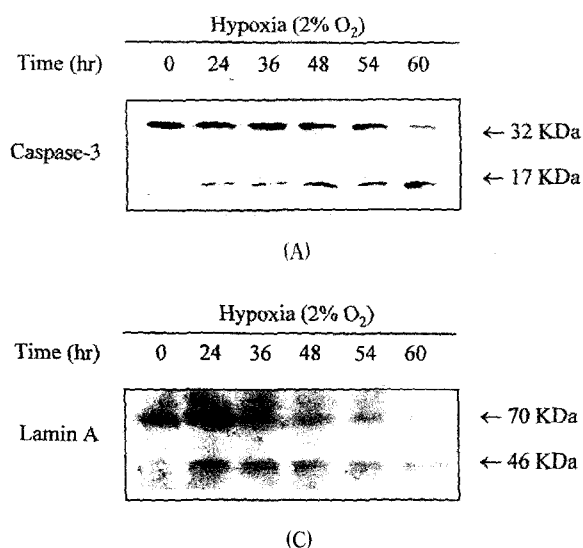 Hypoxia (2% O₂)
Time (hr) 0 24 36 48 54 60
Caspase-3
← 32 KDa
← 17 KDa
(A)
Hypoxia (2% O₂)
Time (hr) 0 24 36 48 54 60
Lamin A
← 70 KDa
← 46 KDa
(C)